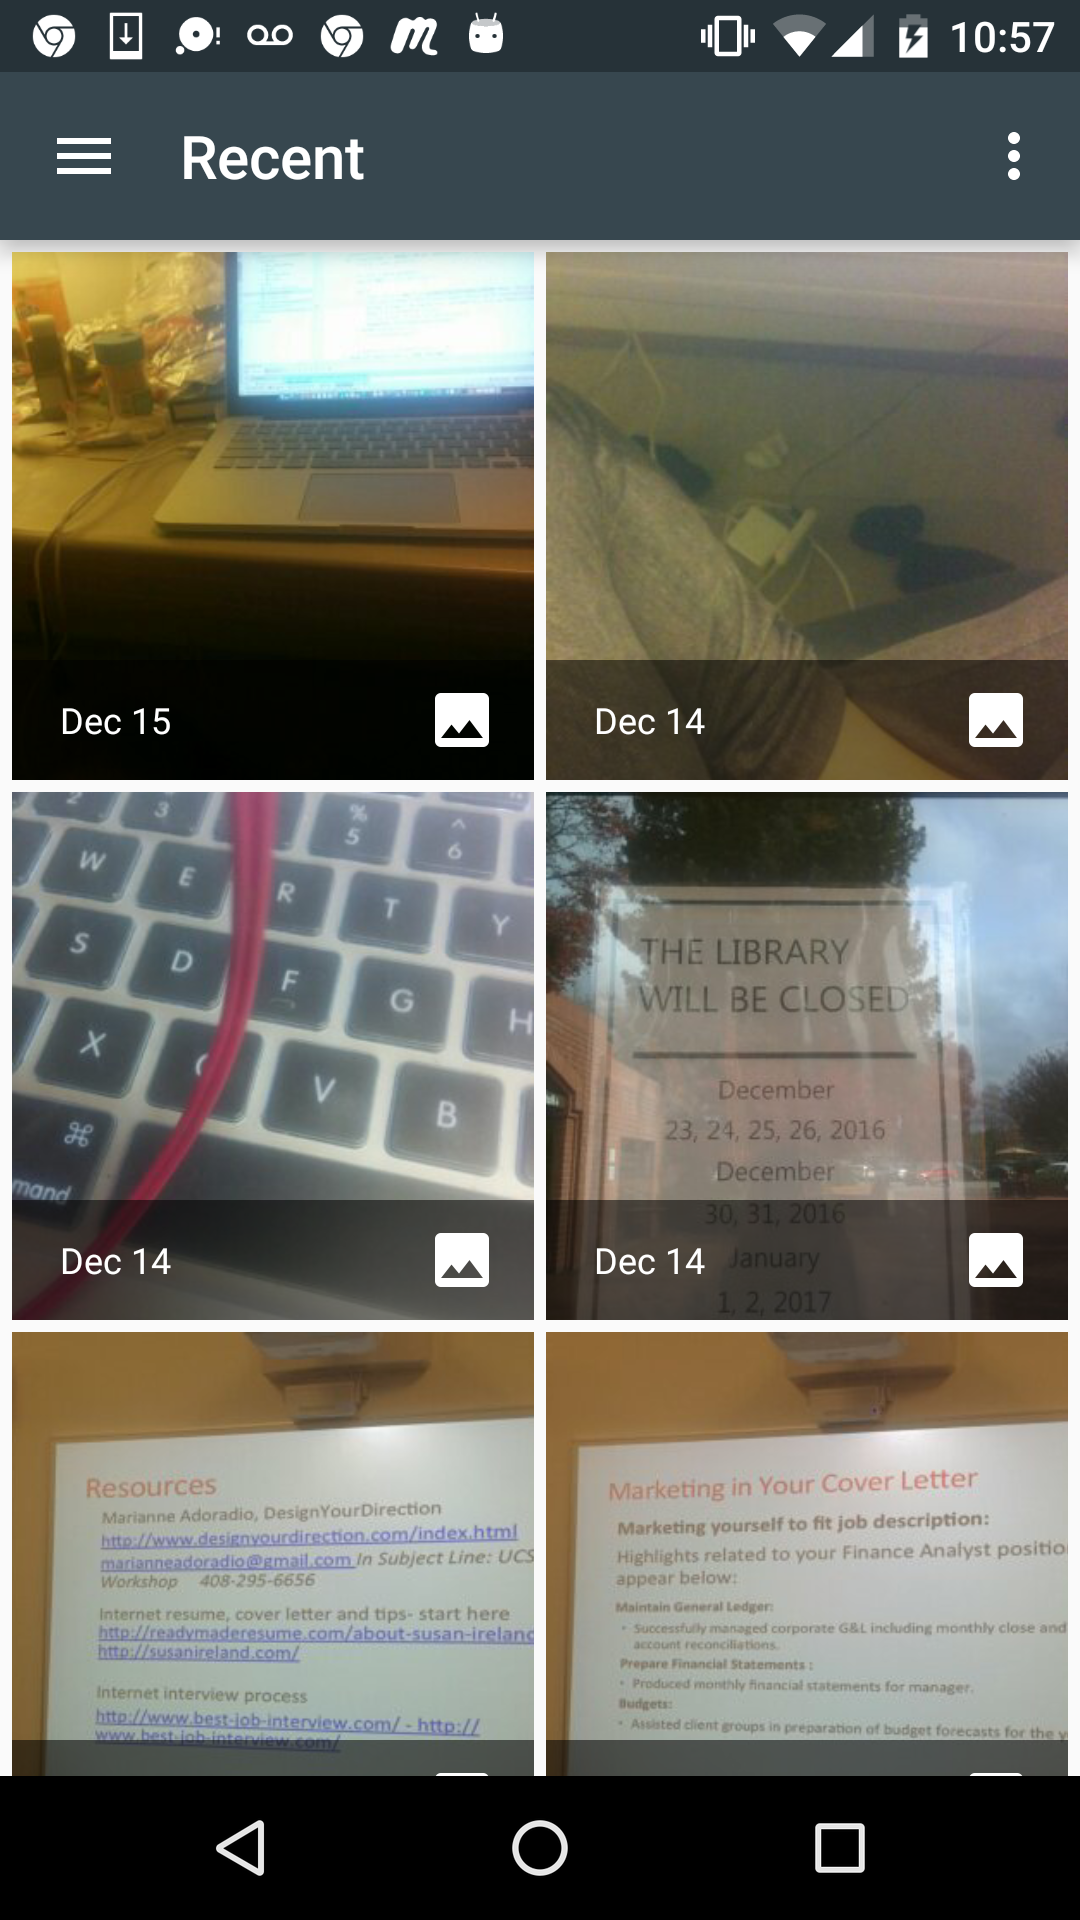 10:57
Recent
Dec 15
Dec 14
2
3
%
5
^
6
W
E
R
T
Y
S
D
F
G
H
X
V
B
⌘
mand
Dec 14
THE LIBRARY
WILL BE CLOSED
December
23, 24, 25, 26, 2016
December
30, 31, 2016
January
1, 2, 2017
Dec 14
Resources
Marianne Adoradio, DesignYourDirection
http://www.designyourdirection.com/index.html
marianneadoradio@gmail.com In Subject Line: UCS
Workshop 408-295-6656
Internet resume, cover letter and tips- start here
http://readymaderesume.com/about-susan-ireland
http://susanireland.com/
Internet interview process
http://www.best-job-interview.com/ - http://
www.best-job-interview.com/
Marketing in Your Cover Letter
Marketing yourself to fit job description:
Highlights related to your Finance Analyst positio
appear below:
Maintain General Ledger:
• Successfully managed corporate G&L including monthly close and
account reconciliations.
Prepare Financial Statements :
• Produced monthly financial statements for manager.
Budgets:
• Assisted client groups in preparation of budget forecasts for the y